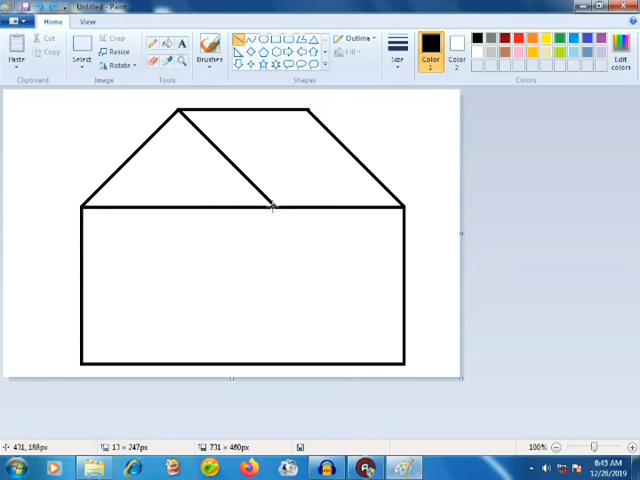 Untitled - Paint
Home
View
Paste
Cut
Copy
Clipboard
Select
Crop
Resize
Rotate
Image
Tools
Brushes
Outline
Fill
Shapes
Size
Color
1
Color
2
Edit
colors
Colors
431, 188px
13 × 247px
731 × 460px
100%
6:43 AM
12/28/2019